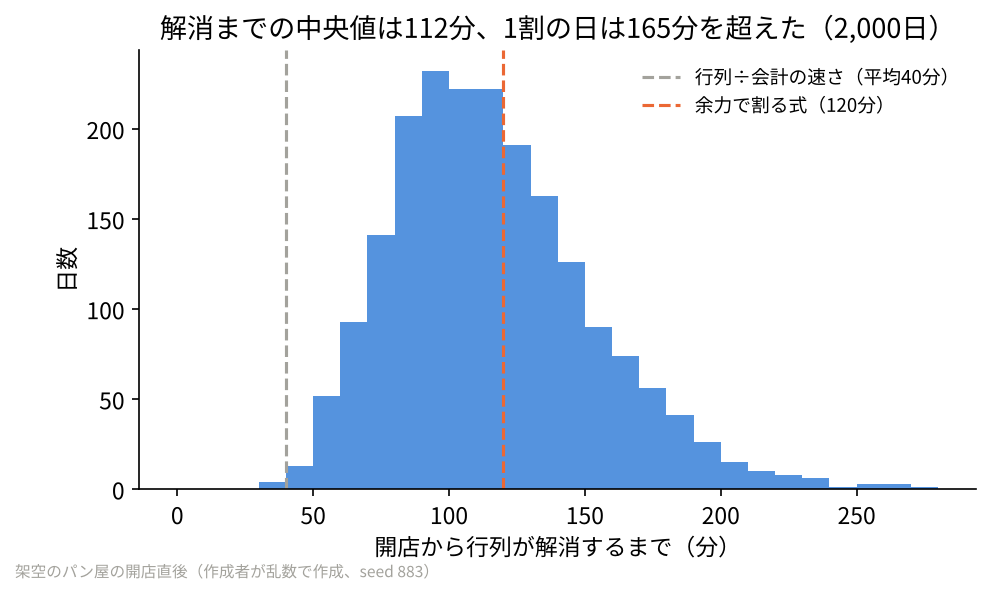 解消までの中央値は112分、1割の日は165分を超えた（2,000日）
行列÷会計の速さ（平均40分）
余力で割る式（120分）
日数
200
150
100
50
0
0 50 100 150 200 250
開店から行列が解消するまで（分）
架空のパン屋の開店直後（作成者が乱数で作成、seed 883）